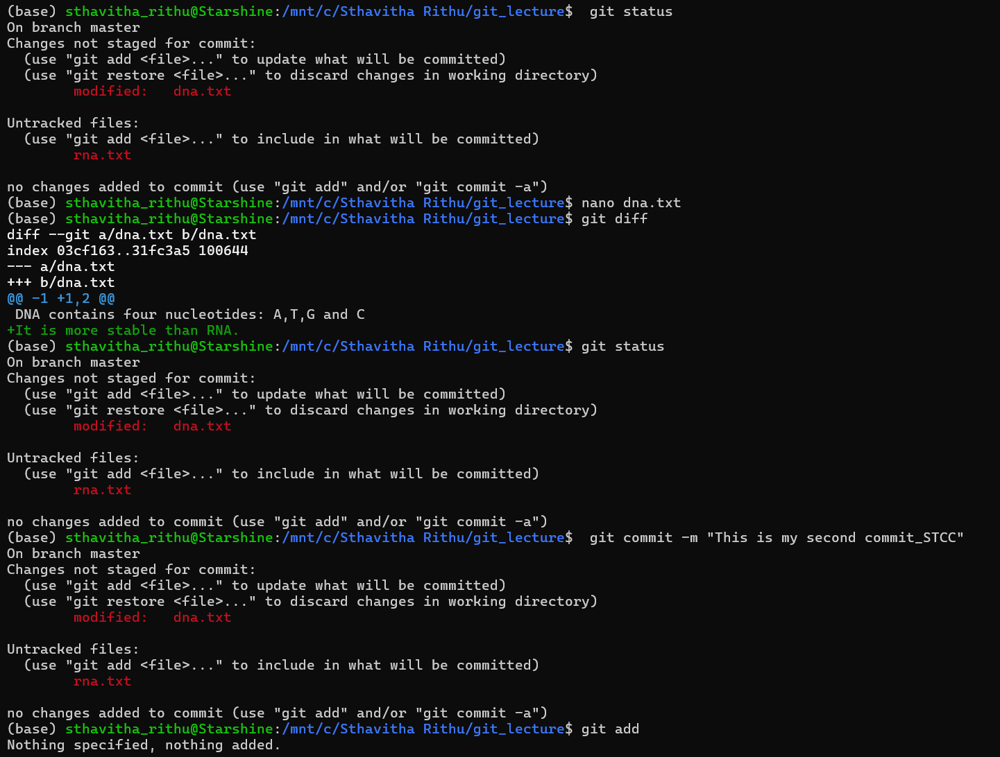 (base) sthavitha_rithu@Starshine:/mnt/c/Sthavitha Rithu/git_lecture$  git status
On branch master
Changes not staged for commit:
  (use "git add <file>..." to update what will be committed)
  (use "git restore <file>..." to discard changes in working directory)
        modified:   dna.txt

Untracked files:
  (use "git add <file>..." to include in what will be committed)
        rna.txt

no changes added to commit (use "git add" and/or "git commit -a")
(base) sthavitha_rithu@Starshine:/mnt/c/Sthavitha Rithu/git_lecture$ nano dna.txt
(base) sthavitha_rithu@Starshine:/mnt/c/Sthavitha Rithu/git_lecture$ git diff
diff --git a/dna.txt b/dna.txt
index 03cf163..31fc3a5 100644
--- a/dna.txt
+++ b/dna.txt
@@ -1 +1,2 @@
 DNA contains four nucleotides: A,T,G and C
+It is more stable than RNA.
(base) sthavitha_rithu@Starshine:/mnt/c/Sthavitha Rithu/git_lecture$ git status
On branch master
Changes not staged for commit:
  (use "git add <file>..." to update what will be committed)
  (use "git restore <file>..." to discard changes in working directory)
        modified:   dna.txt

Untracked files:
  (use "git add <file>..." to include in what will be committed)
        rna.txt

no changes added to commit (use "git add" and/or "git commit -a")
(base) sthavitha_rithu@Starshine:/mnt/c/Sthavitha Rithu/git_lecture$  git commit -m "This is my second commit_STCC"
On branch master
Changes not staged for commit:
  (use "git add <file>..." to update what will be committed)
  (use "git restore <file>..." to discard changes in working directory)
        modified:   dna.txt

Untracked files:
  (use "git add <file>..." to include in what will be committed)
        rna.txt

no changes added to commit (use "git add" and/or "git commit -a")
(base) sthavitha_rithu@Starshine:/mnt/c/Sthavitha Rithu/git_lecture$ git add
Nothing specified, nothing added.